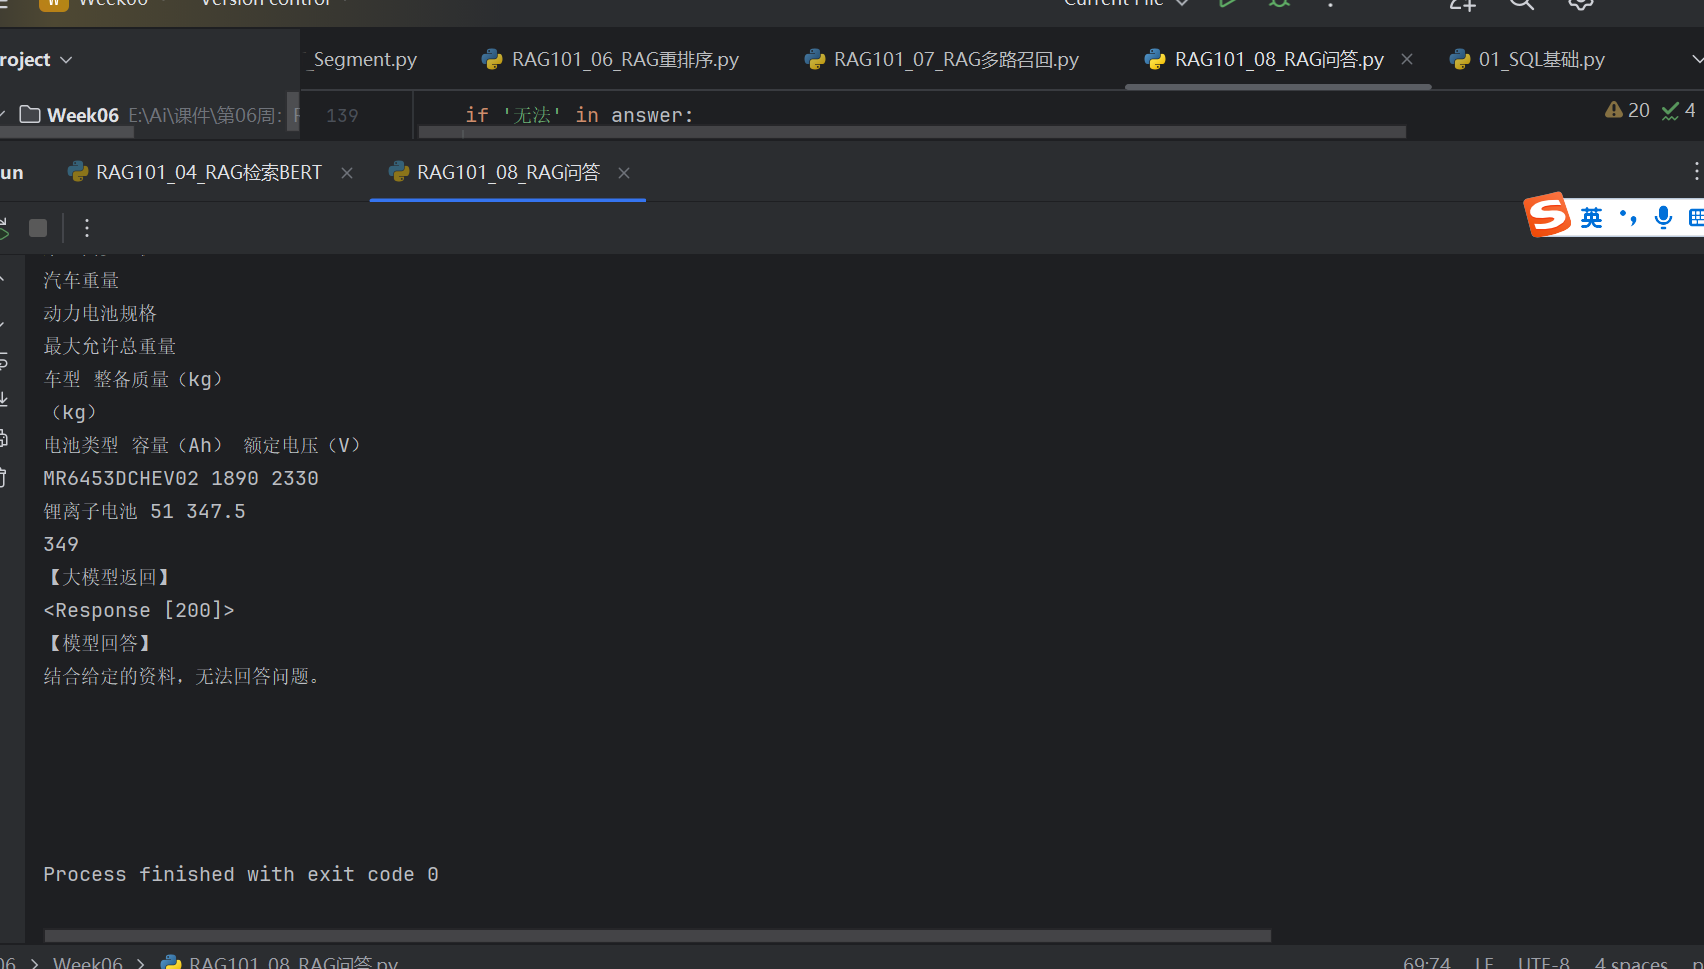 W Week06 Version control Current File
roject
_Segment.py RAG101_06_RAG重排序.py RAG101_07_RAG多路召回.py RAG101_08_RAG问答.py 01_SQL基础.py
Week06 E:\Ai\课件\第06周:
139 if '无法' in answer:
20 4
un RAG101_04_RAG检索BERT RAG101_08_RAG问答
英
汽车重量
动力电池规格
最大允许总重量
车型 整备质量（kg）
（kg）
电池类型 容量（Ah） 额定电压（V）
MR6453DCHEV02 1890 2330
锂离子电池 51 347.5
349
【大模型返回】
<Response [200]>
【模型回答】
结合给定的资料，无法回答问题。
Process finished with exit code 0
06 > Week06 > RAG101_08_RAG问答.py 69:74 LF UTF-8 4 spaces